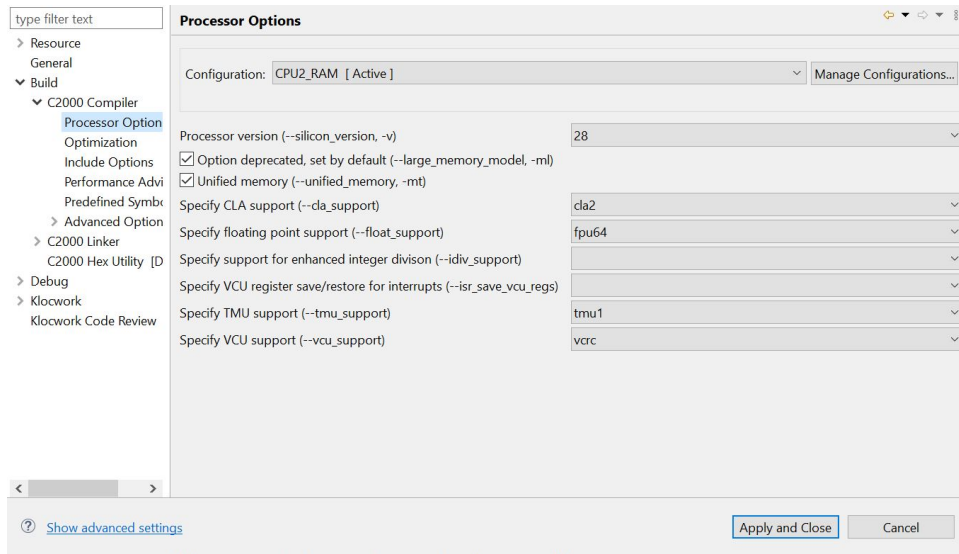 type filter text
Resource
General
Build
C2000 Compiler
Processor Option
Optimization
Include Options
Performance Advi
Predefined Symbo
Advanced Option
C2000 Linker
C2000 Hex Utility [D
Debug
Klocwork
Klocwork Code Review
Processor Options
Configuration: CPU2_RAM [ Active ] Manage Configurations...
Processor version (--silicon_version, -v) 28
Option deprecated, set by default (--large_memory_model, -ml)
Unified memory (--unified_memory, -mt)
Specify CLA support (--cla_support) cla2
Specify floating point support (--float_support) fpu64
Specify support for enhanced integer divison (--idiv_support)
Specify VCU register save/restore for interrupts (--isr_save_vcu_regs)
Specify TMU support (--tmu_support) tmu1
Specify VCU support (--vcu_support) vcrc
Show advanced settings Apply and Close Cancel